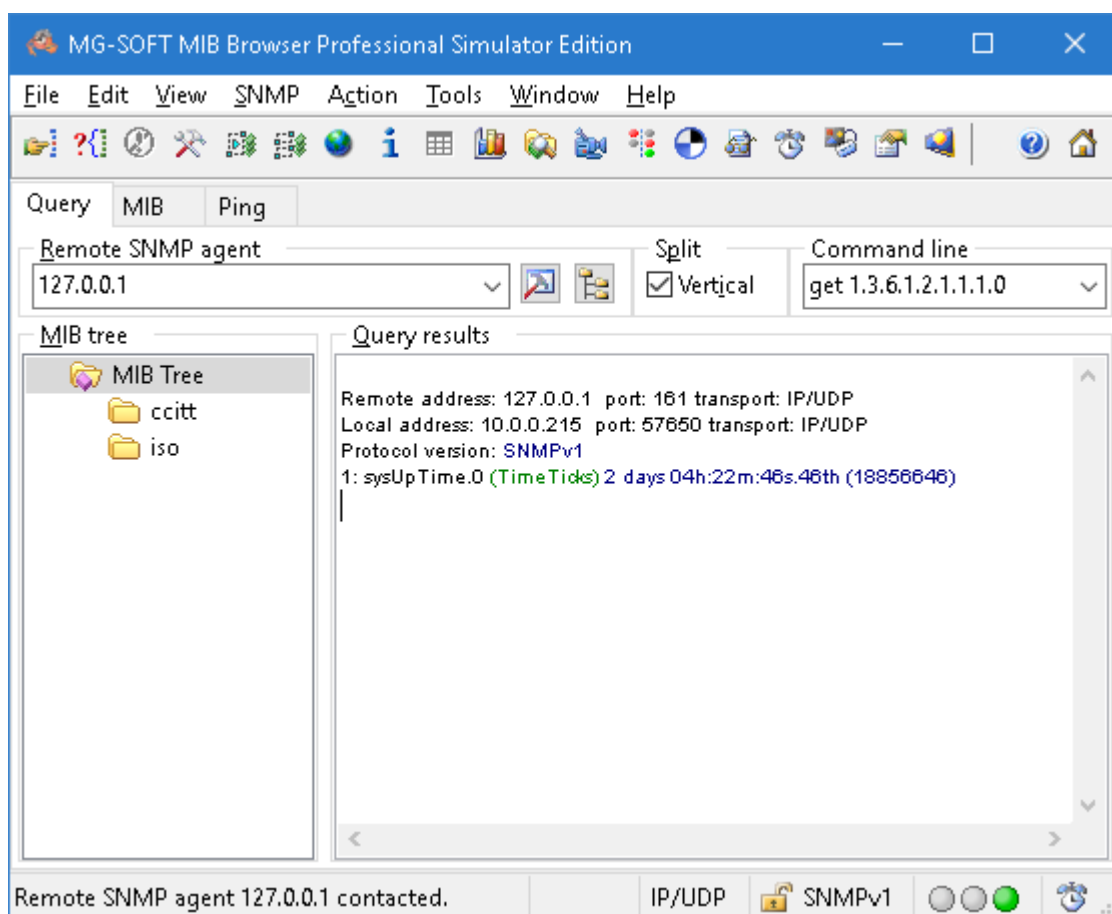 MG-SOFT MIB Browser Professional Simulator Edition
File Edit View SNMP Action Tools Window Help
Query MIB Ping
Remote SNMP agent Split Command line
127.0.0.1 Vertical get 1.3.6.1.2.1.1.1.0
MIB tree Query results
MIB Tree
ccitt
iso
Remote address: 127.0.0.1 port: 161 transport: IP/UDP
Local address: 10.0.0.215 port: 57650 transport: IP/UDP
Protocol version: SNMPv1
1: sysUpTime.0 (TimeTicks) 2 days 04h:22m:46s.46th (18856646)
Remote SNMP agent 127.0.0.1 contacted. IP/UDP SNMPv1